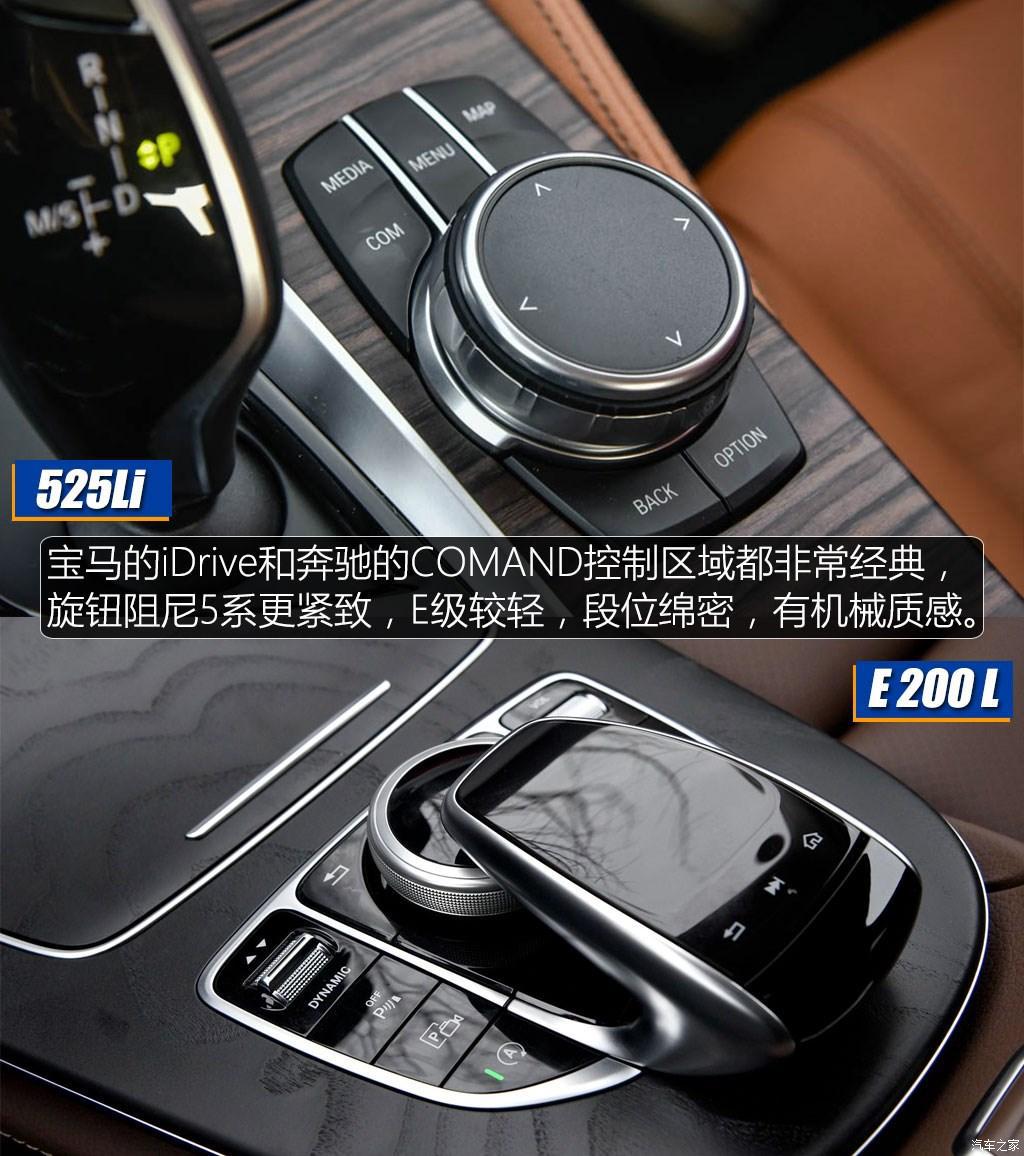 R
N
P
D
M/S
-
+
MEDIA
MENU
MAP
COM
OPTION
BACK
525Li
宝马的iDrive和奔驰的COMAND控制区域都非常经典，
旋钮阻尼5系更紧致，E级较轻，段位绵密，有机械质感。
E 200 L
DYNAMIC
OFF
P
P
A
汽车之家